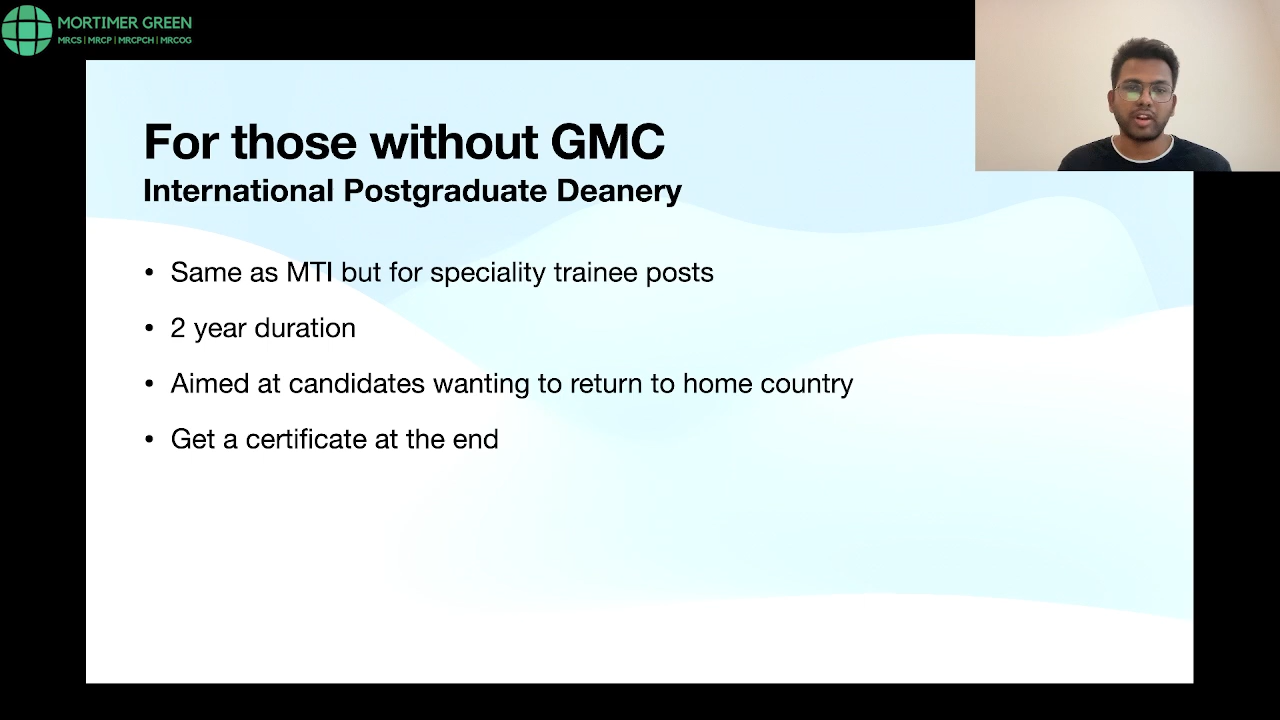 MORTIMER GREEN
MRCS | MRCP | MRCPCH | MRCOG
For those without GMC
International Postgraduate Deanery
• Same as MTI but for speciality trainee posts
• 2 year duration
• Aimed at candidates wanting to return to home country
• Get a certificate at the end